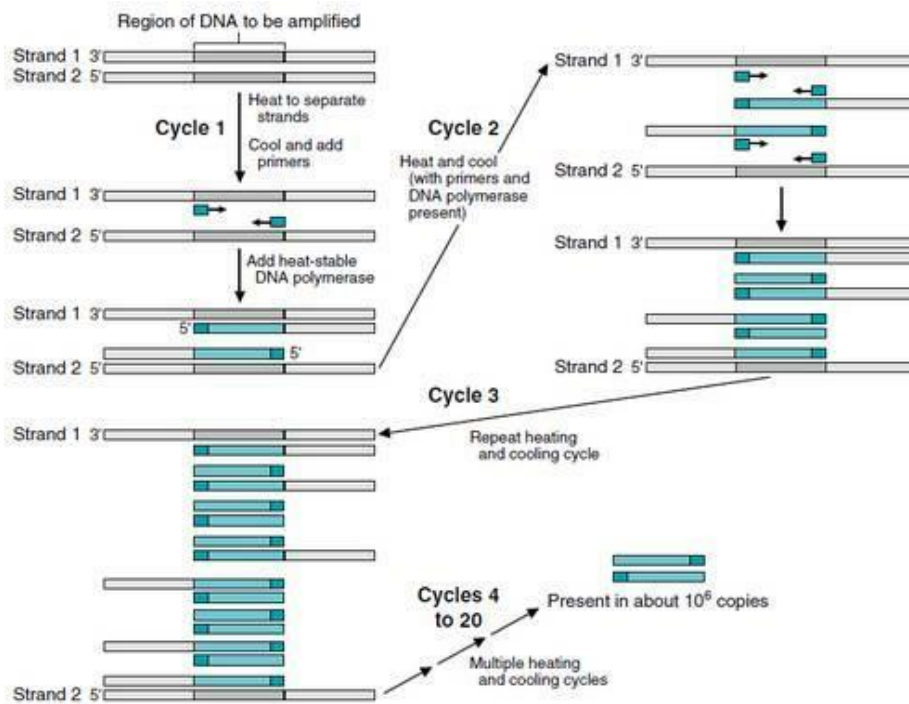 Region of DNA to be amplified
Strand 1 3'
Strand 2 5'
Heat to separate
strands
Cycle 1
Cool and add
primers
Strand 1 3'
Strand 2 5'
Add heat-stable
DNA polymerase
Strand 1 3'
5'
5'
Strand 2 5'
Cycle 2
Heat and cool
(with primers and
DNA polymerase
present)
Strand 1 3'
Strand 2 5'
Strand 1 3'
Strand 2 5'
Cycle 3
Repeat heating
and cooling cycle
Strand 1 3'
Strand 2 5'
Cycles 4
to 20
Multiple heating
and cooling cycles
Present in about 10⁶ copies